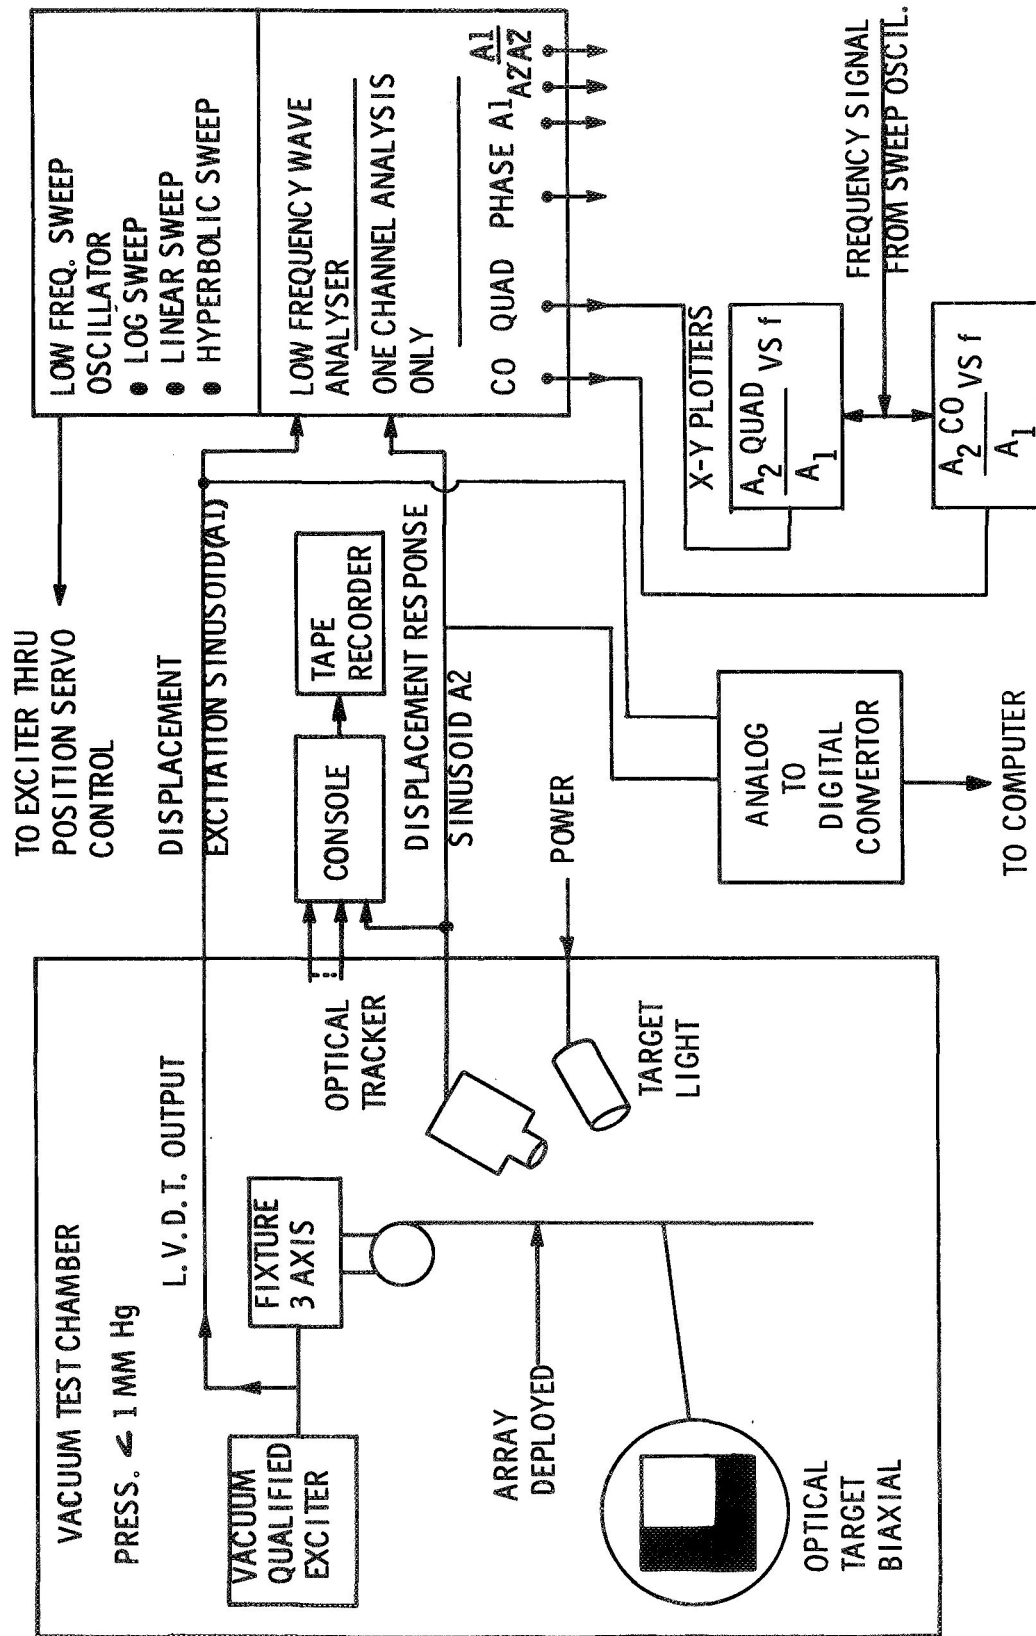 VACUUM TEST CHAMBER
PRESS. < 1 MM Hg
L.V.D.T. OUTPUT
VACUUM
QUALIFIED
EXCITER
FIXTURE
3 AXIS
OPTICAL
TRACKER
ARRAY
DEPLOYED
TARGET
LIGHT
OPTICAL
TARGET
BIAXIAL
TO EXCITER THRU
POSITION SERVO
CONTROL
DISPLACEMENT
EXCITATION SINUSOID(A1)
CONSOLE
TAPE
RECORDER
DISPLACEMENT RESPONSE
SINUSOID A2
POWER
ANALOG
TO
DIGITAL
CONVERTOR
TO COMPUTER
LOW FREQ. SWEEP
OSCILLATOR
● LOG SWEEP
● LINEAR SWEEP
● HYPERBOLIC SWEEP
LOW FREQUENCY WAVE
ANALYSER
ONE CHANNEL ANALYSIS
ONLY
CO QUAD PHASE A1 A2 A1
A2
X-Y PLOTTERS
A2 QUAD VS f
A1
A2 CO VS f
A1
FREQUENCY SIGNAL
FROM SWEEP OSCIL.